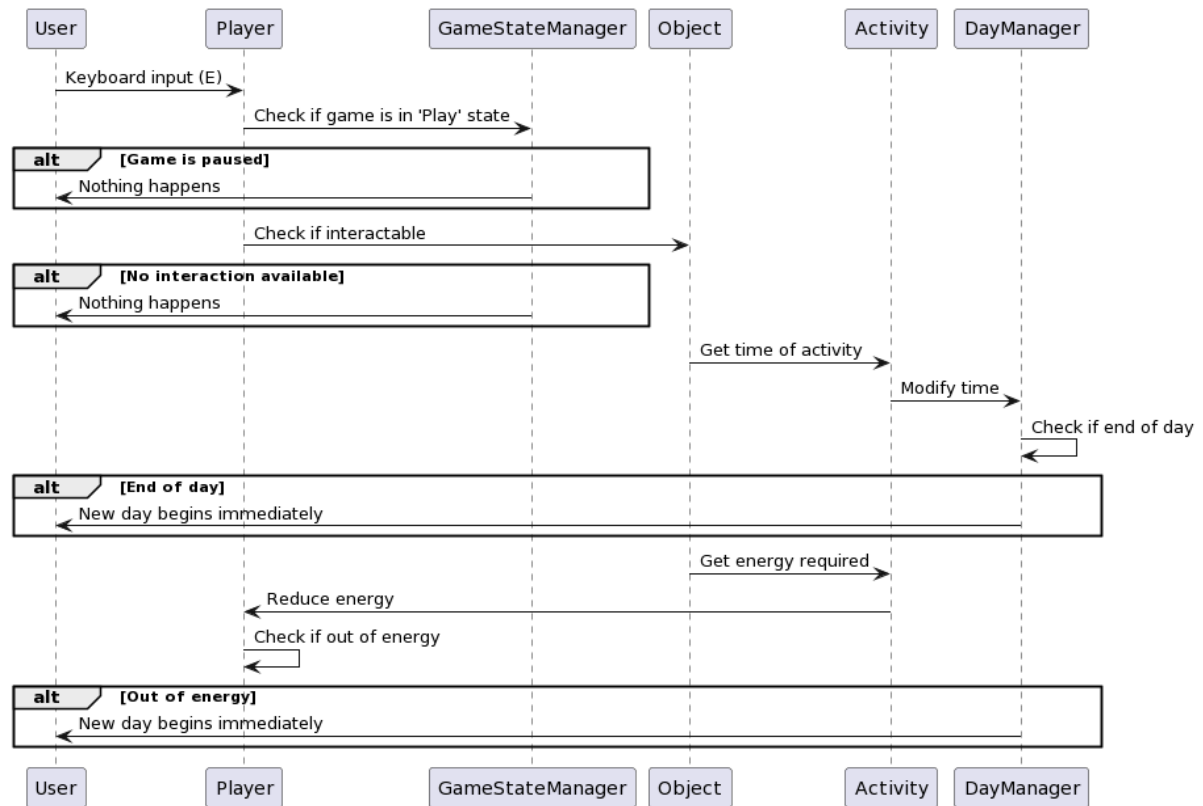 User Player GameStateManager Object Activity DayManager
Keyboard input (E)
Check if game is in 'Play' state
alt [Game is paused]
Nothing happens
Check if interactable
alt [No interaction available]
Nothing happens
Get time of activity
Modify time
Check if end of day
alt [End of day]
New day begins immediately
Get energy required
Reduce energy
Check if out of energy
alt [Out of energy]
New day begins immediately
User Player GameStateManager Object Activity DayManager